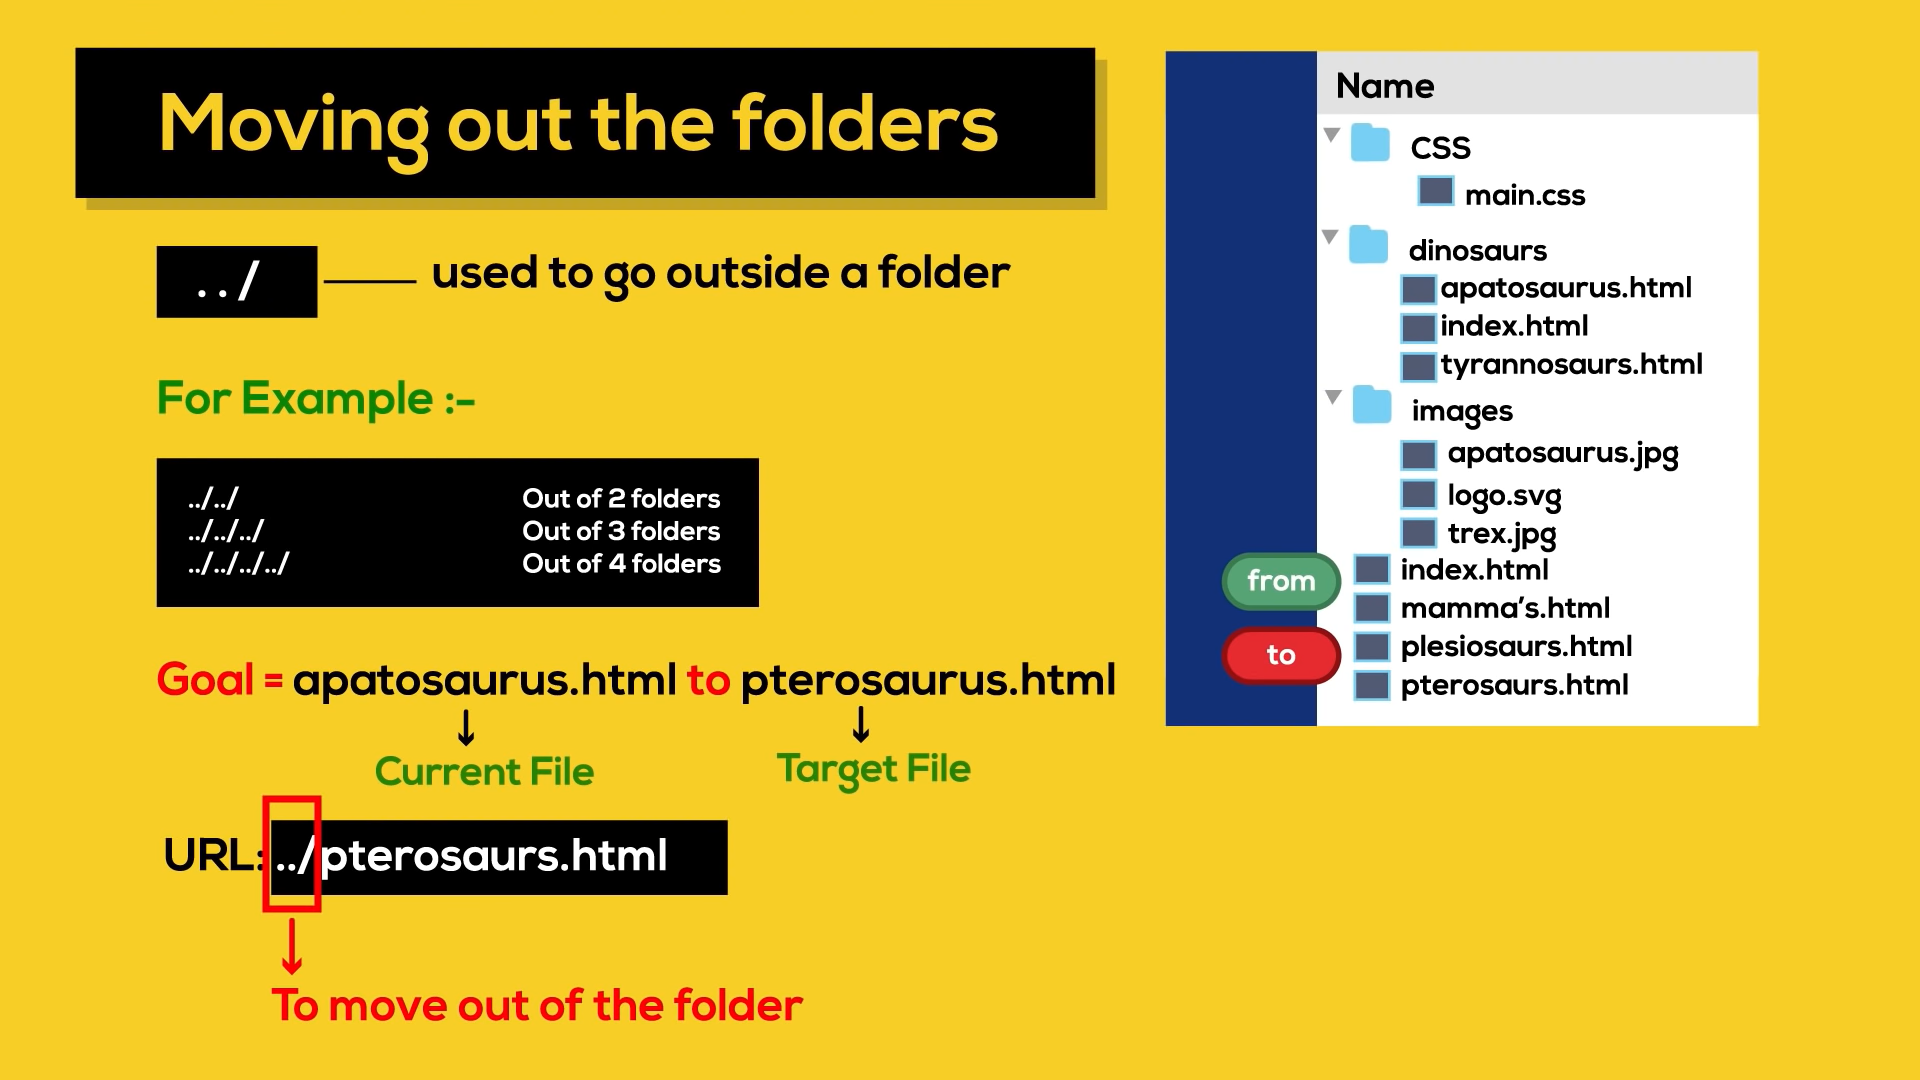 Moving out the folders
../ used to go outside a folder
For Example :-
../../ Out of 2 folders
../../../ Out of 3 folders
../../../../ Out of 4 folders
Goal = apatosaurus.html to pterosaurus.html
Current File Target File
URL: ../pterosaurs.html
To move out of the folder
Name
CSS
main.css
dinosaurs
apatosaurus.html
index.html
tyrannosaurs.html
images
apatosaurus.jpg
logo.svg
trex.jpg
from index.html
mamma’s.html
to plesiosaurs.html
pterosaurs.html